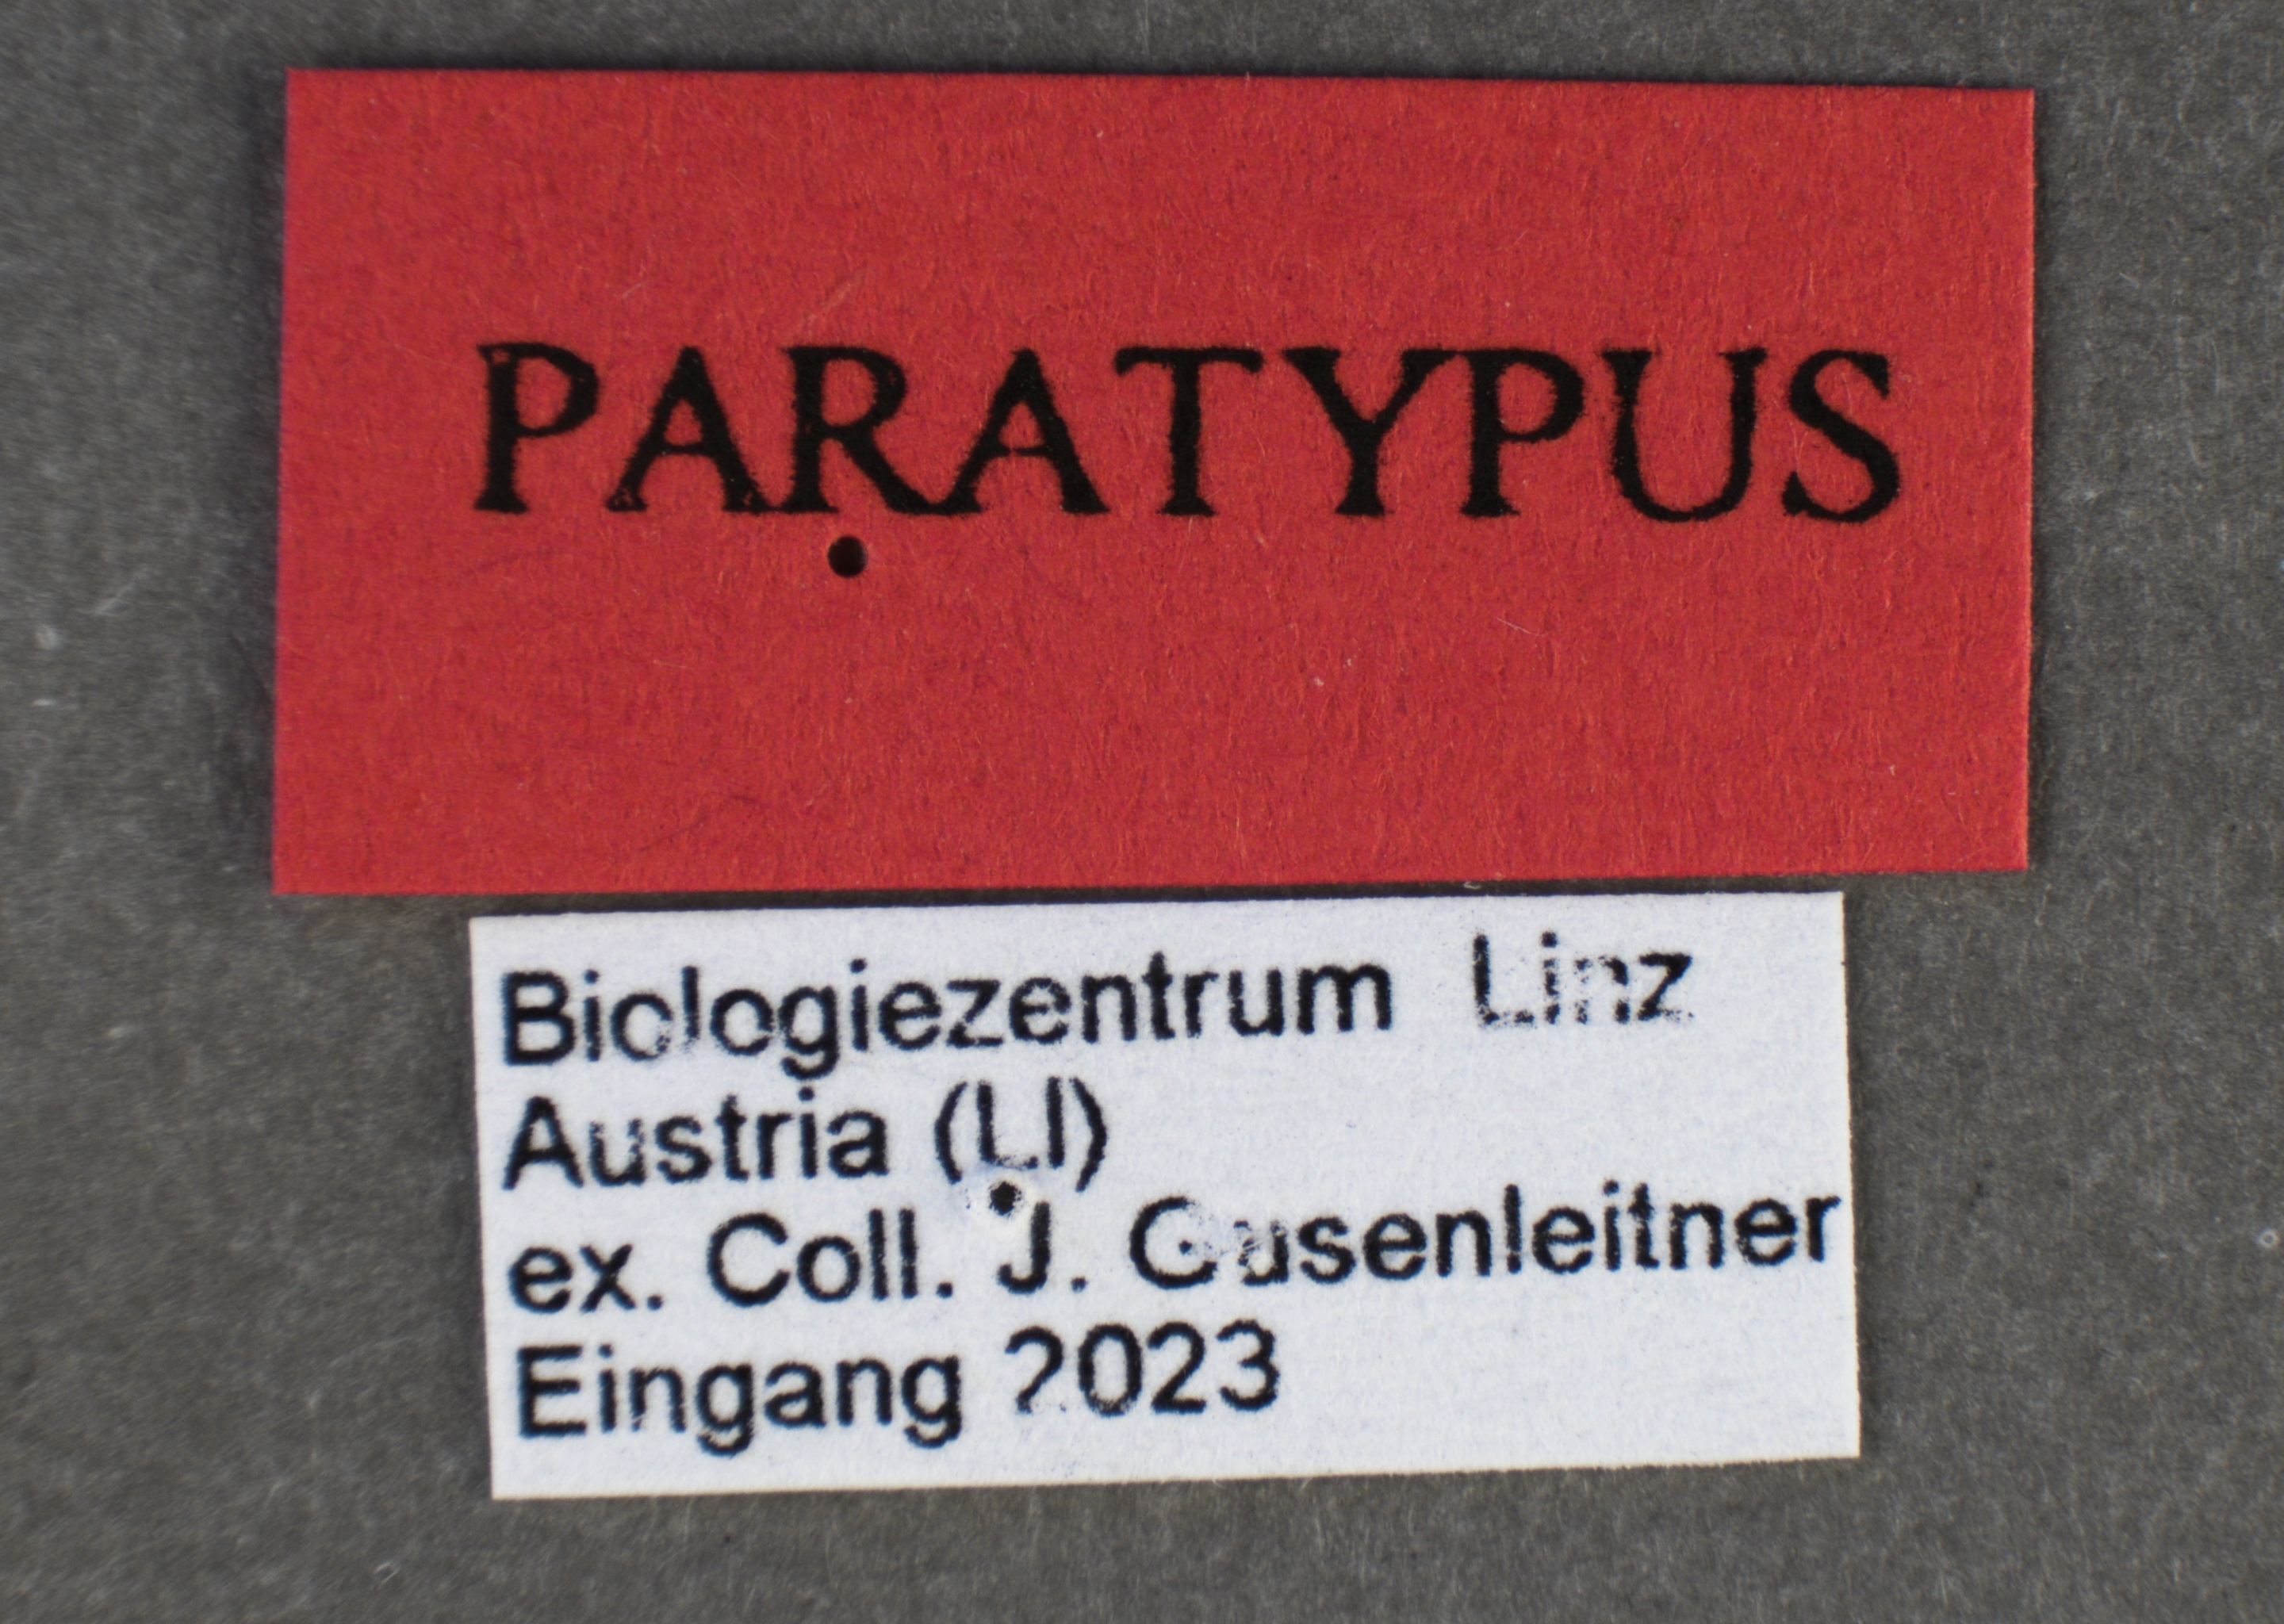 PARATYPUS
Biologiezentrum Linz
Austria (LI)
ex. Coll. J. Gusenleitner
Eingang 2023